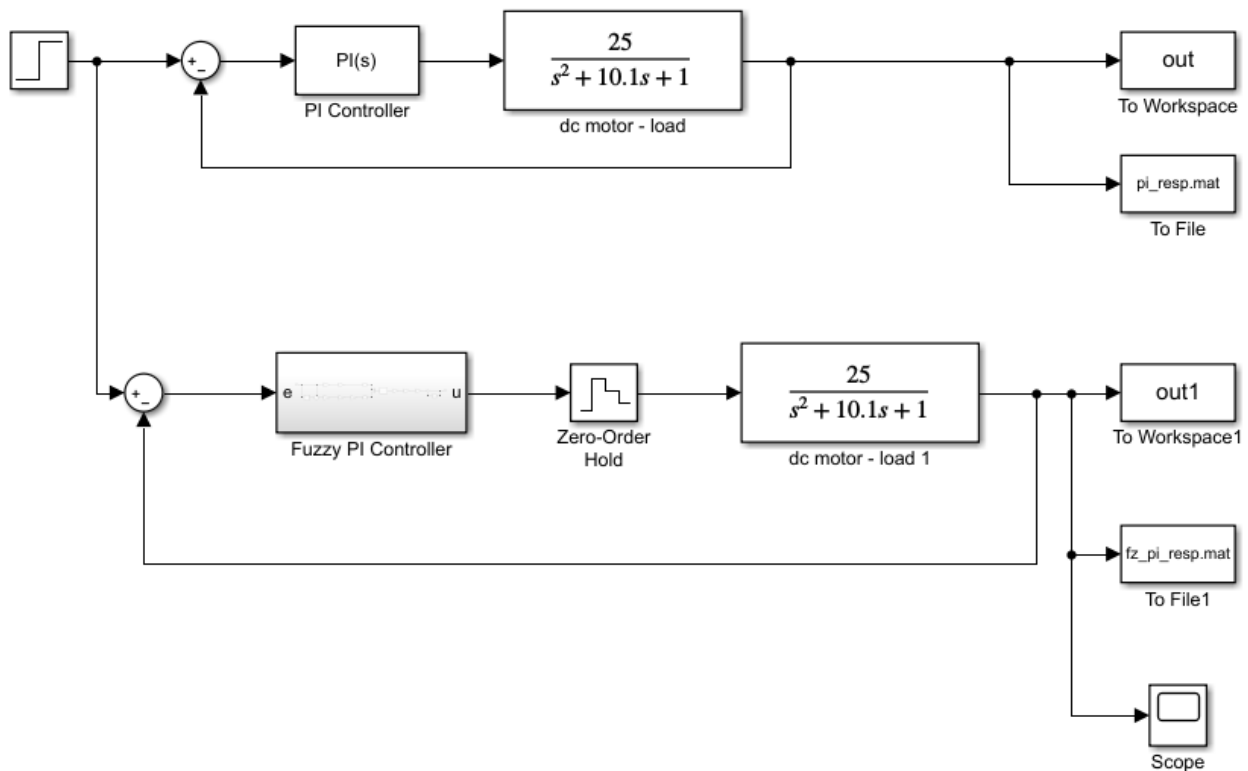 +
−
PI(s)
PI Controller
25
s² + 10.1s + 1
dc motor - load
out
To Workspace
pi_resp.mat
To File
+
−
e
u
Fuzzy PI Controller
Zero-Order
Hold
25
s² + 10.1s + 1
dc motor - load 1
out1
To Workspace1
fz_pi_resp.mat
To File1
Scope